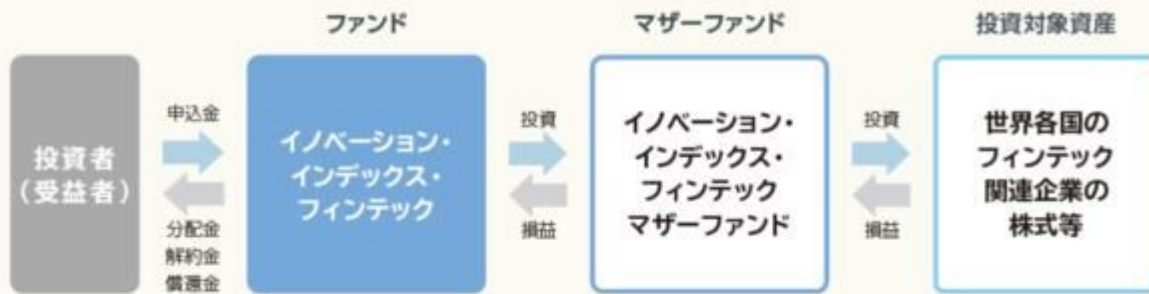 ファンド
マザーファンド
投資対象資産
投資者
(受益者)
申込金
分配金
解約金
償還金
イノベーション・
インデックス・
フィンテック
投資
損益
イノベーション・
インデックス・
フィンテック
マザーファンド
投資
損益
世界各国の
フィンテック
関連企業の
株式等